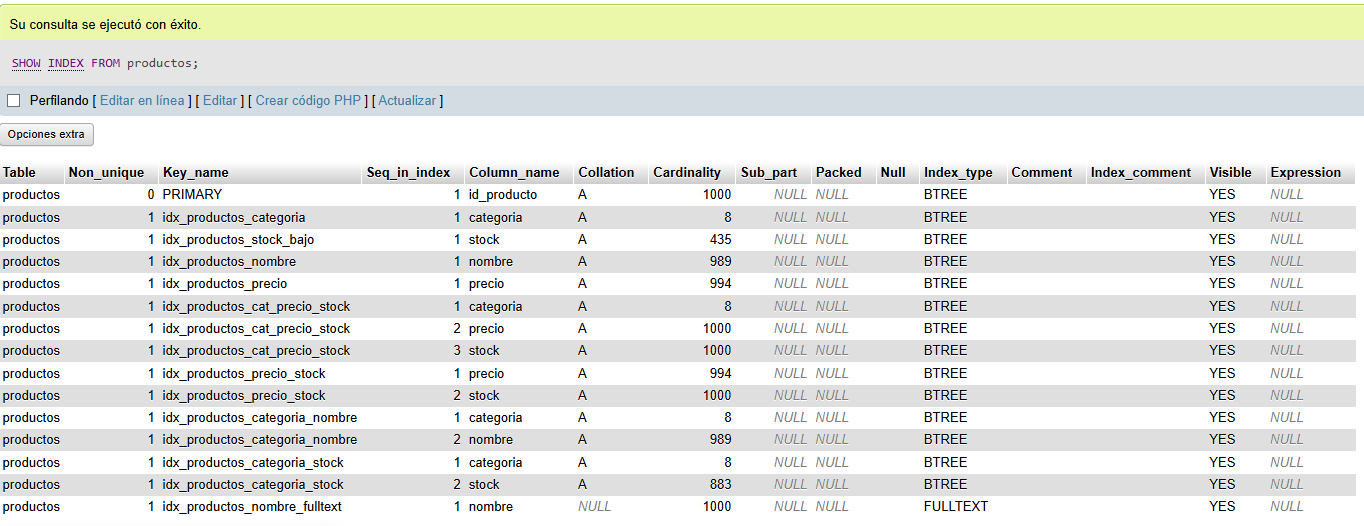 Su consulta se ejecutó con éxito.
SHOW INDEX FROM productos;
Perfilando [ Editar en línea ] [ Editar ] [ Crear código PHP ] [ Actualizar ]
Opciones extra
Table Non_unique Key_name Seq_in_index Column_name Collation Cardinality Sub_part Packed Null Index_type Comment Index_comment Visible Expression
productos 0 PRIMARY 1 id_producto A 1000 NULL NULL BTREE YES NULL
productos 1 idx_productos_categoria 1 categoria A 8 NULL NULL BTREE YES NULL
productos 1 idx_productos_stock_bajo 1 stock A 435 NULL NULL BTREE YES NULL
productos 1 idx_productos_nombre 1 nombre A 989 NULL NULL BTREE YES NULL
productos 1 idx_productos_precio 1 precio A 994 NULL NULL BTREE YES NULL
productos 1 idx_productos_cat_precio_stock 1 categoria A 8 NULL NULL BTREE YES NULL
productos 1 idx_productos_cat_precio_stock 2 precio A 1000 NULL NULL BTREE YES NULL
productos 1 idx_productos_cat_precio_stock 3 stock A 1000 NULL NULL BTREE YES NULL
productos 1 idx_productos_precio_stock 1 precio A 994 NULL NULL BTREE YES NULL
productos 1 idx_productos_precio_stock 2 stock A 1000 NULL NULL BTREE YES NULL
productos 1 idx_productos_categoria_nombre 1 categoria A 8 NULL NULL BTREE YES NULL
productos 1 idx_productos_categoria_nombre 2 nombre A 989 NULL NULL BTREE YES NULL
productos 1 idx_productos_categoria_stock 1 categoria A 8 NULL NULL BTREE YES NULL
productos 1 idx_productos_categoria_stock 2 stock A 883 NULL NULL BTREE YES NULL
productos 1 idx_productos_nombre_fulltext 1 nombre NULL 1000 NULL NULL FULLTEXT YES NULL